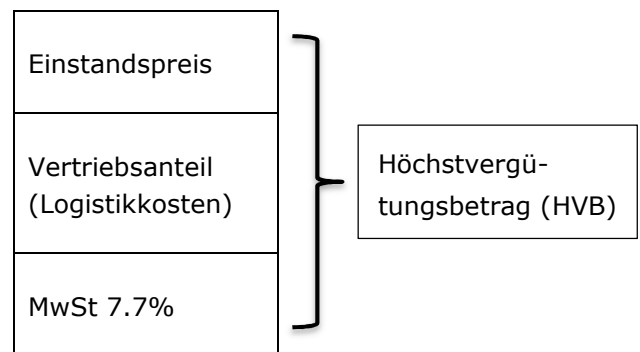 Einstandspreis
Vertriebsanteil
(Logistikkosten)
MwSt 7.7%
Höchstvergü-
tungsbetrag (HVB)